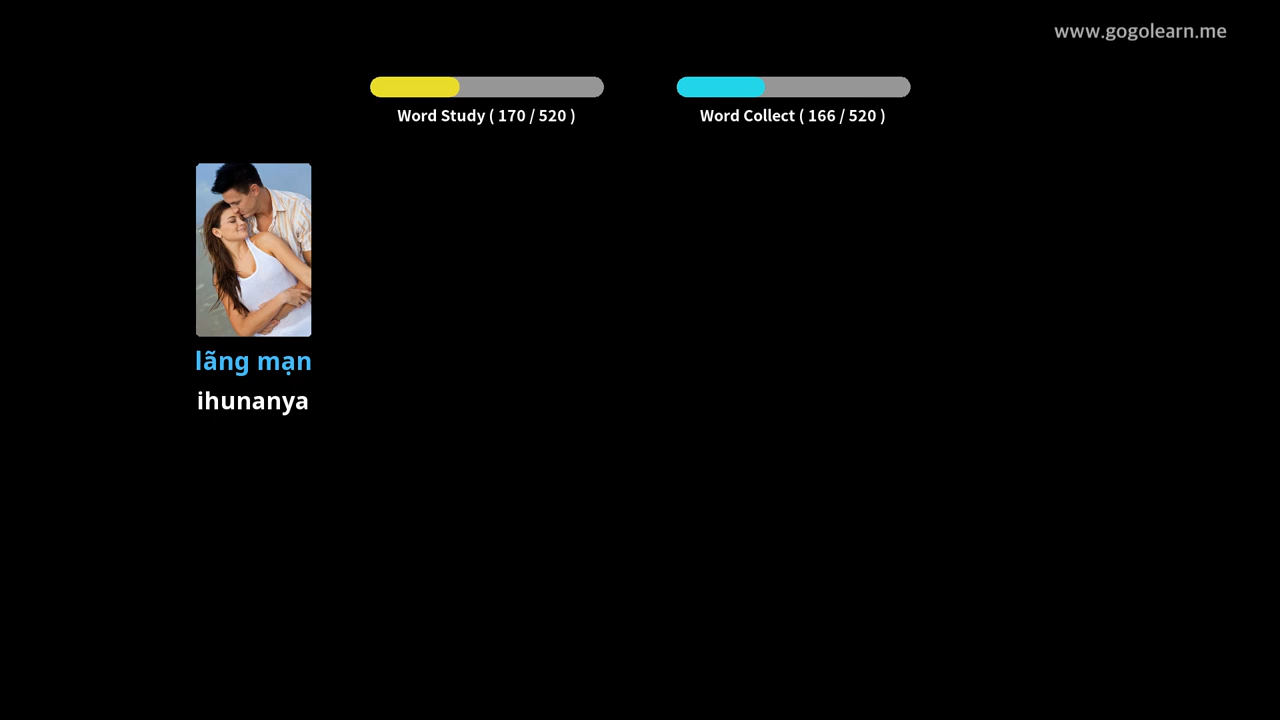 www.gogolearn.me
Word Study ( 170 / 520 )
Word Collect ( 166 / 520 )
lãng mạn
ihunanya